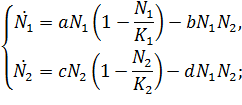 Ṅ₁ = aN₁(1 − N₁/K₁) − bN₁N₂,
Ṅ₂ = cN₂(1 − N₂/K₂) − dN₁N₂;